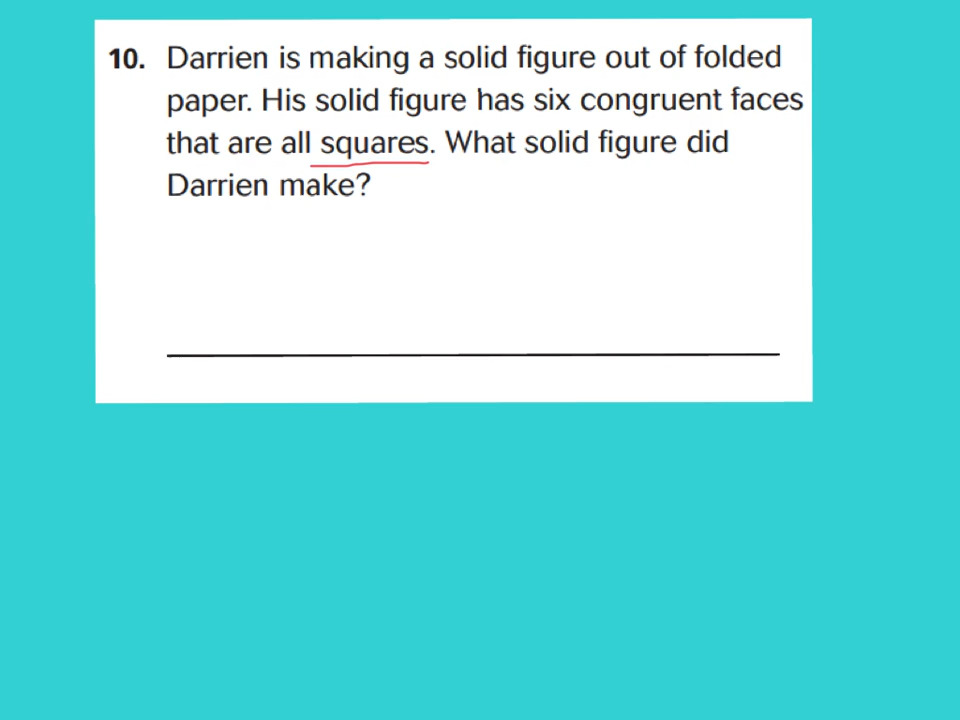 10. Darrien is making a solid figure out of folded
paper. His solid figure has six congruent faces
that are all squares. What solid figure did
Darrien make?